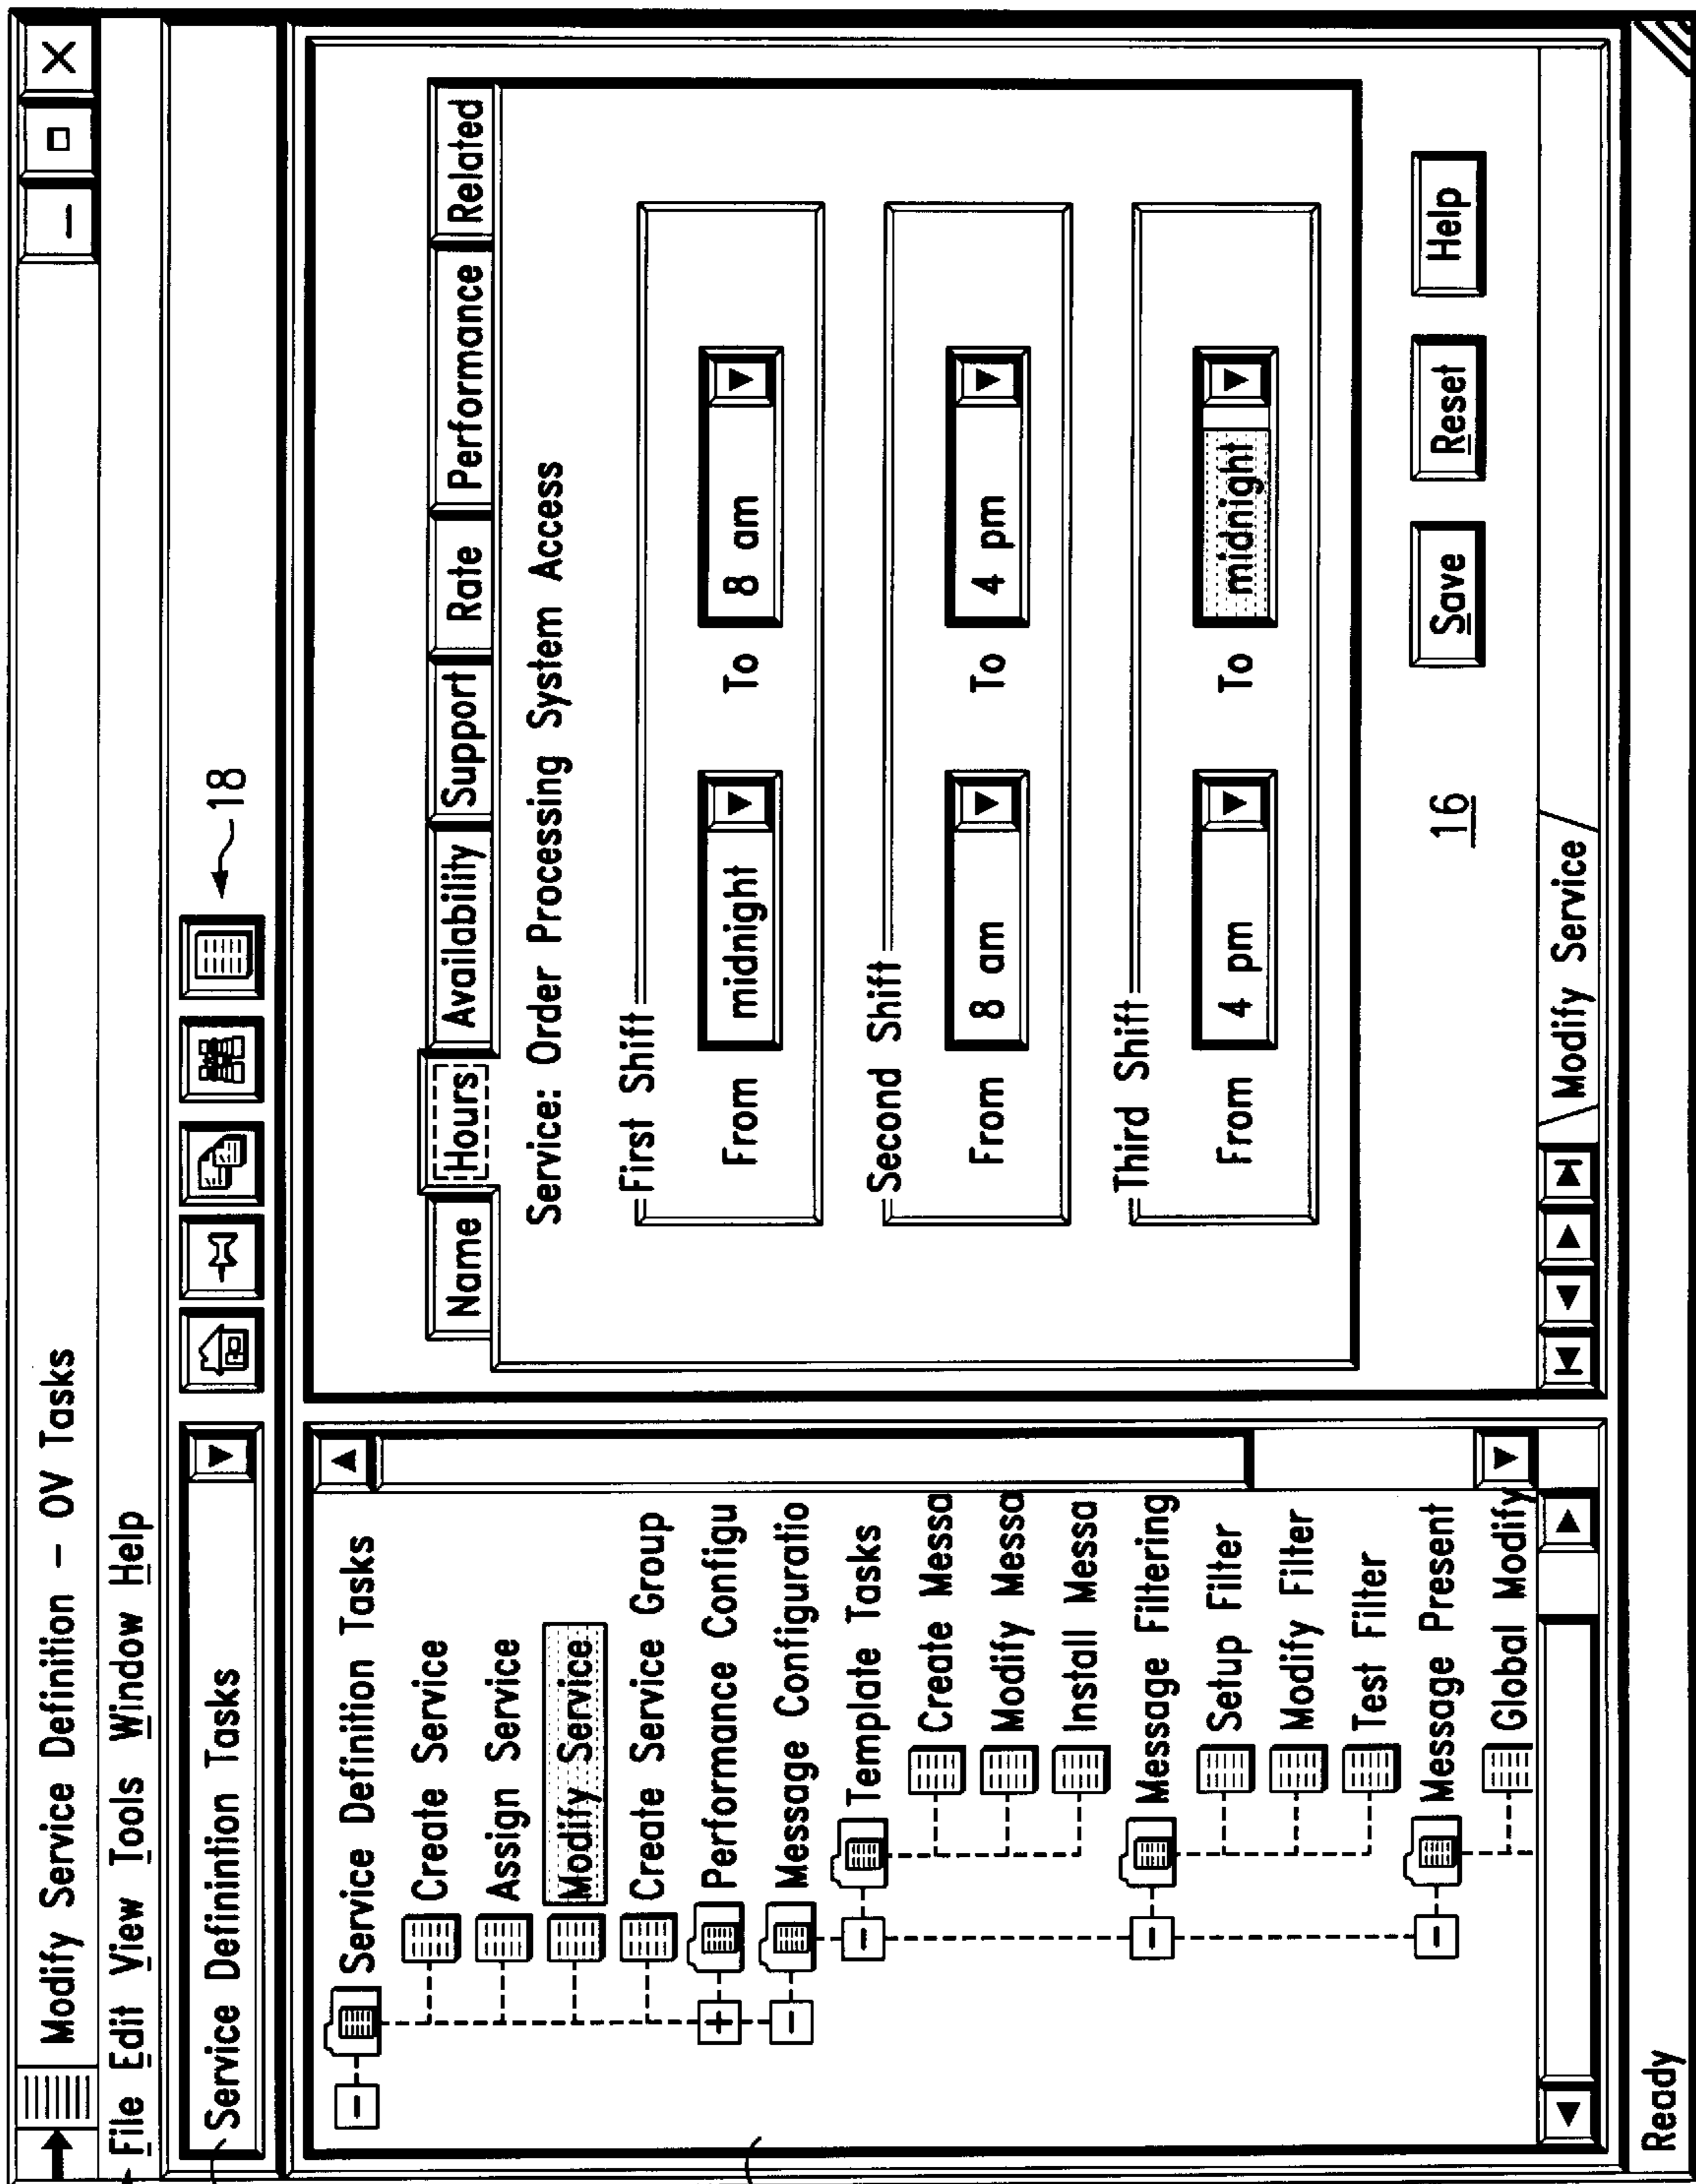 Modify Service Definition - OV Tasks
File Edit View Tools Window Help
Service Definintion Tasks
18
Service Definition Tasks
Create Service
Assign Service
Modify Service
Create Service Group
Performance Configu
Message Configuratio
Template Tasks
Create Messa
Modify Messa
Install Messa
Message Filtering
Setup Filter
Modify Filter
Test Filter
Message Present
Global Modify
Name Hours Availability Support Rate Performance Related
Service: Order Processing System Access
First Shift
From midnight To 8 am
Second Shift
From 8 am To 4 pm
Third Shift
From 4 pm To midnight
16 Save Reset Help
Modify Service
Ready